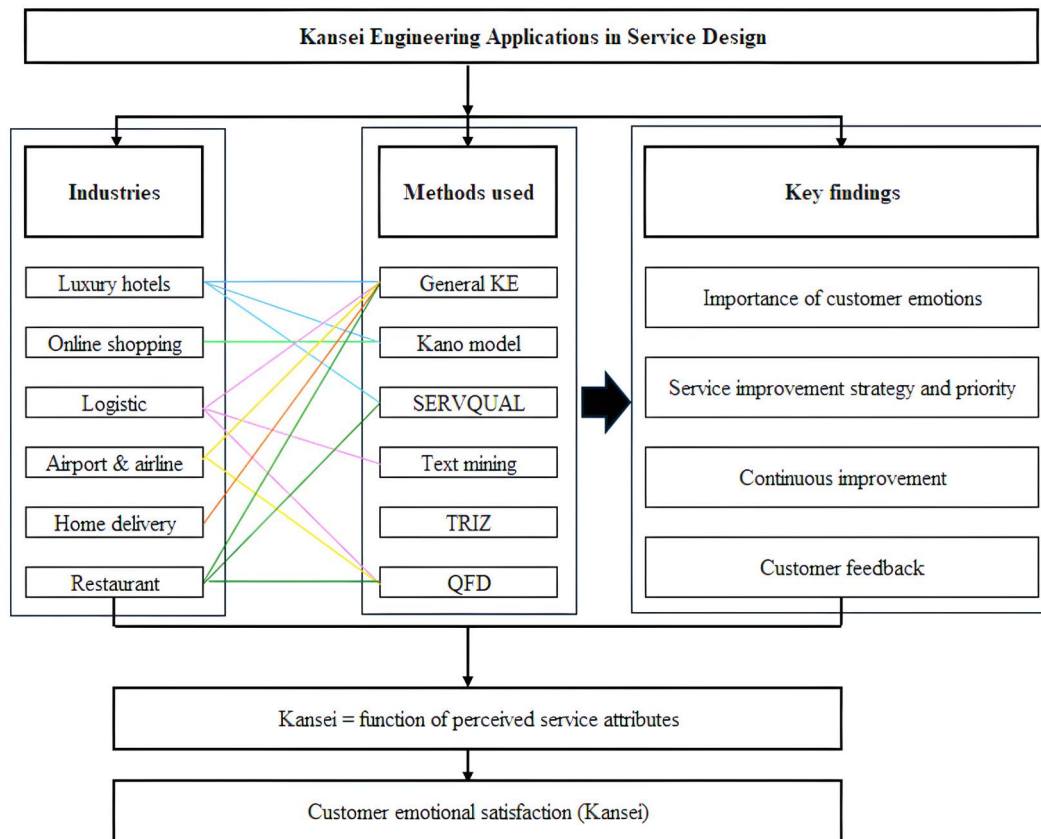 Kansei Engineering Applications in Service Design
Industries
Luxury hotels
Online shopping
Logistic
Airport & airline
Home delivery
Restaurant
Methods used
General KE
Kano model
SERVQUAL
Text mining
TRIZ
QFD
Key findings
Importance of customer emotions
Service improvement strategy and priority
Continuous improvement
Customer feedback
Kansei = function of perceived service attributes
Customer emotional satisfaction (Kansei)